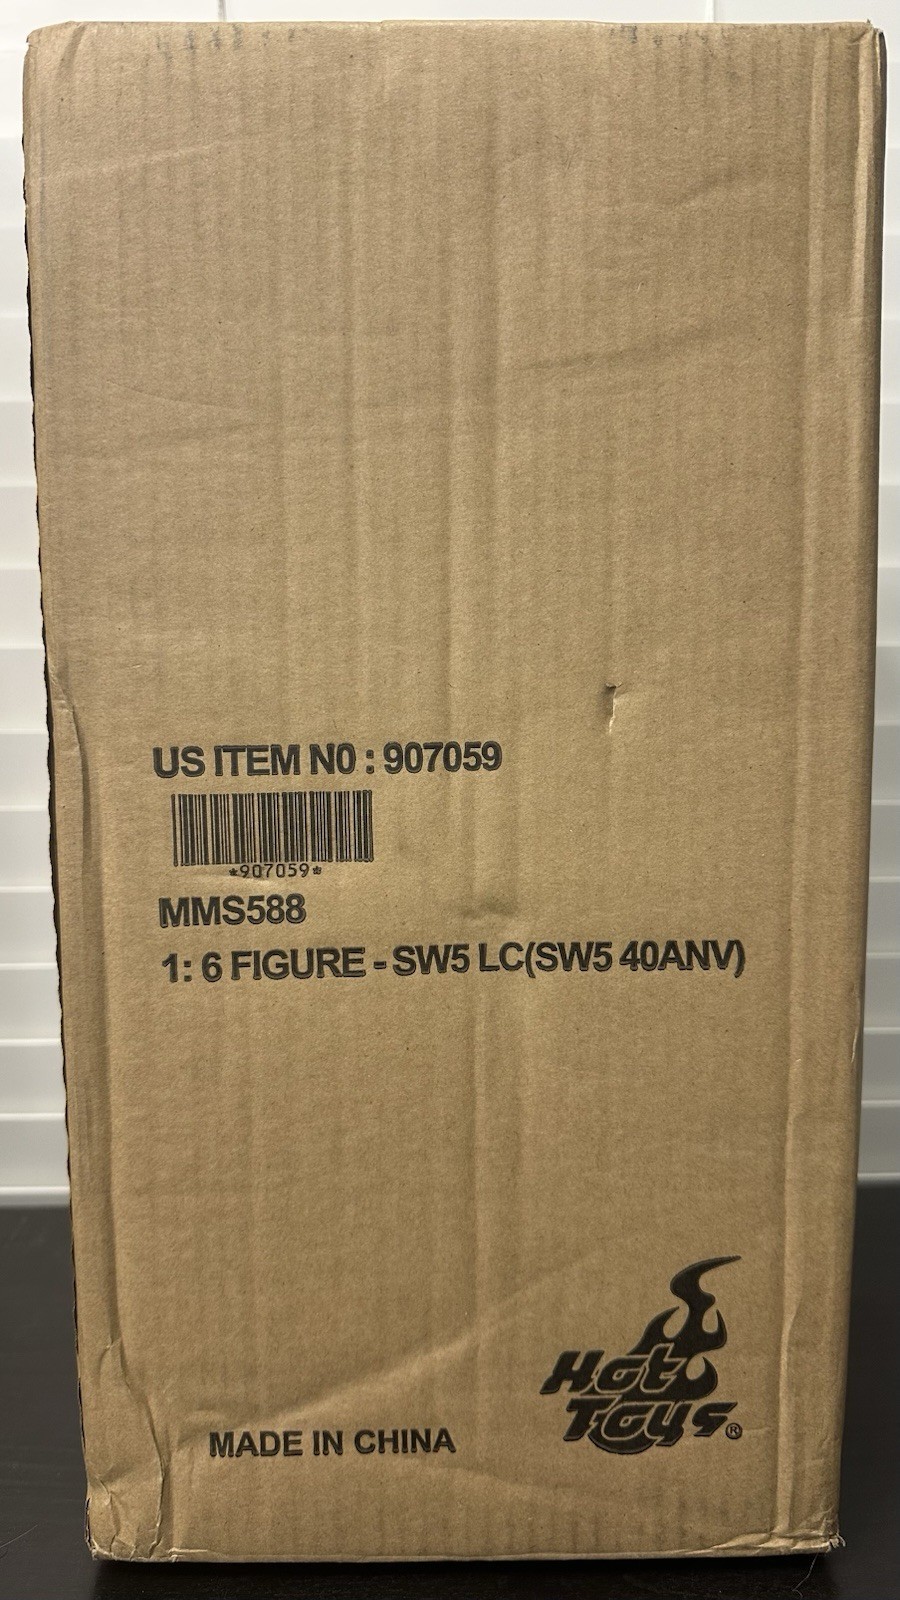 US ITEM N0 : 907059
*907059*
MMS588
1: 6 FIGURE - SW5 LC(SW5 40ANV)
Hot
Toys®
MADE IN CHINA